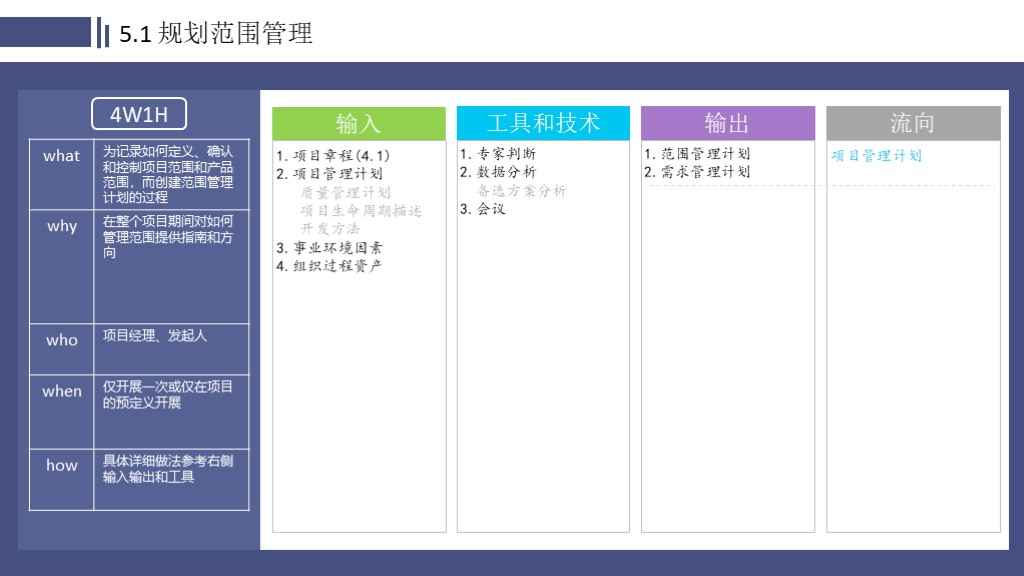 5.1 规划范围管理
4W1H
what
为记录如何定义、确认
和控制项目范围和产品
范围，而创建范围管理
计划的过程
why
在整个项目期间对如何
管理范围提供指南和方
向
who
项目经理、发起人
when
仅开展一次或仅在项目
的预定义开展
how
具体详细做法参考右侧
输入输出和工具
输入
1.项目章程(4.1)
2.项目管理计划
质量管理计划
项目生命周期描述
开发方法
3.事业环境因素
4.组织过程资产
工具和技术
1.专家判断
2.数据分析
备选方案分析
3.会议
输出
1.范围管理计划
2.需求管理计划
流向
项目管理计划